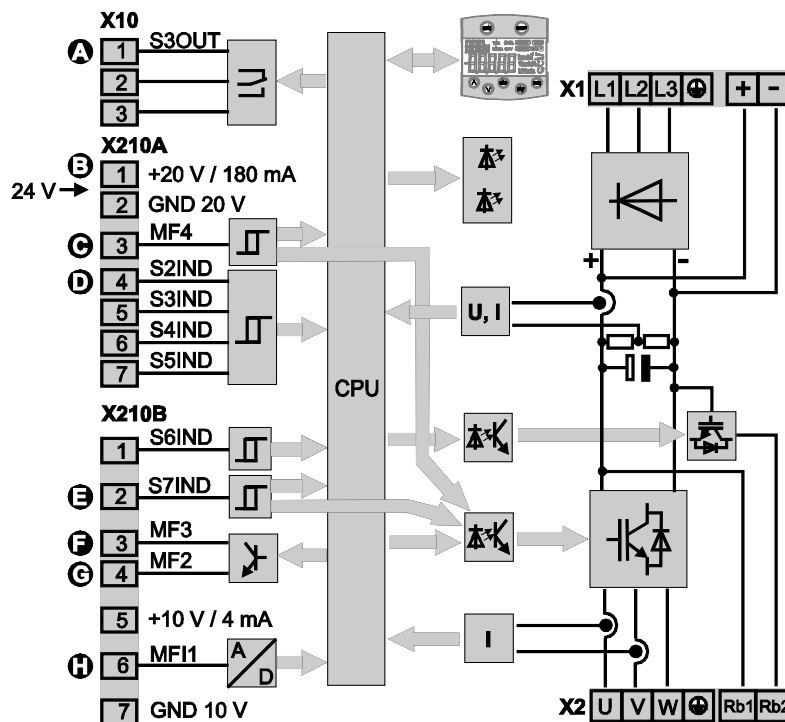 X10
A 1 S3OUT
2
3
X210A
B 1 +20 V / 180 mA
24 V
2 GND 20 V
C 3 MF4
D 4 S2IND
5 S3IND
6 S4IND
7 S5IND
X210B
1 S6IND
E 2 S7IND
F 3 MF3
G 4 MF2
5 +10 V / 4 mA
H 6 MFI1
A
D
7 GND 10 V
CPU
U, I
I
X1 L1 L2 L3 + -
+ -
X2 U V W Rb1 Rb2